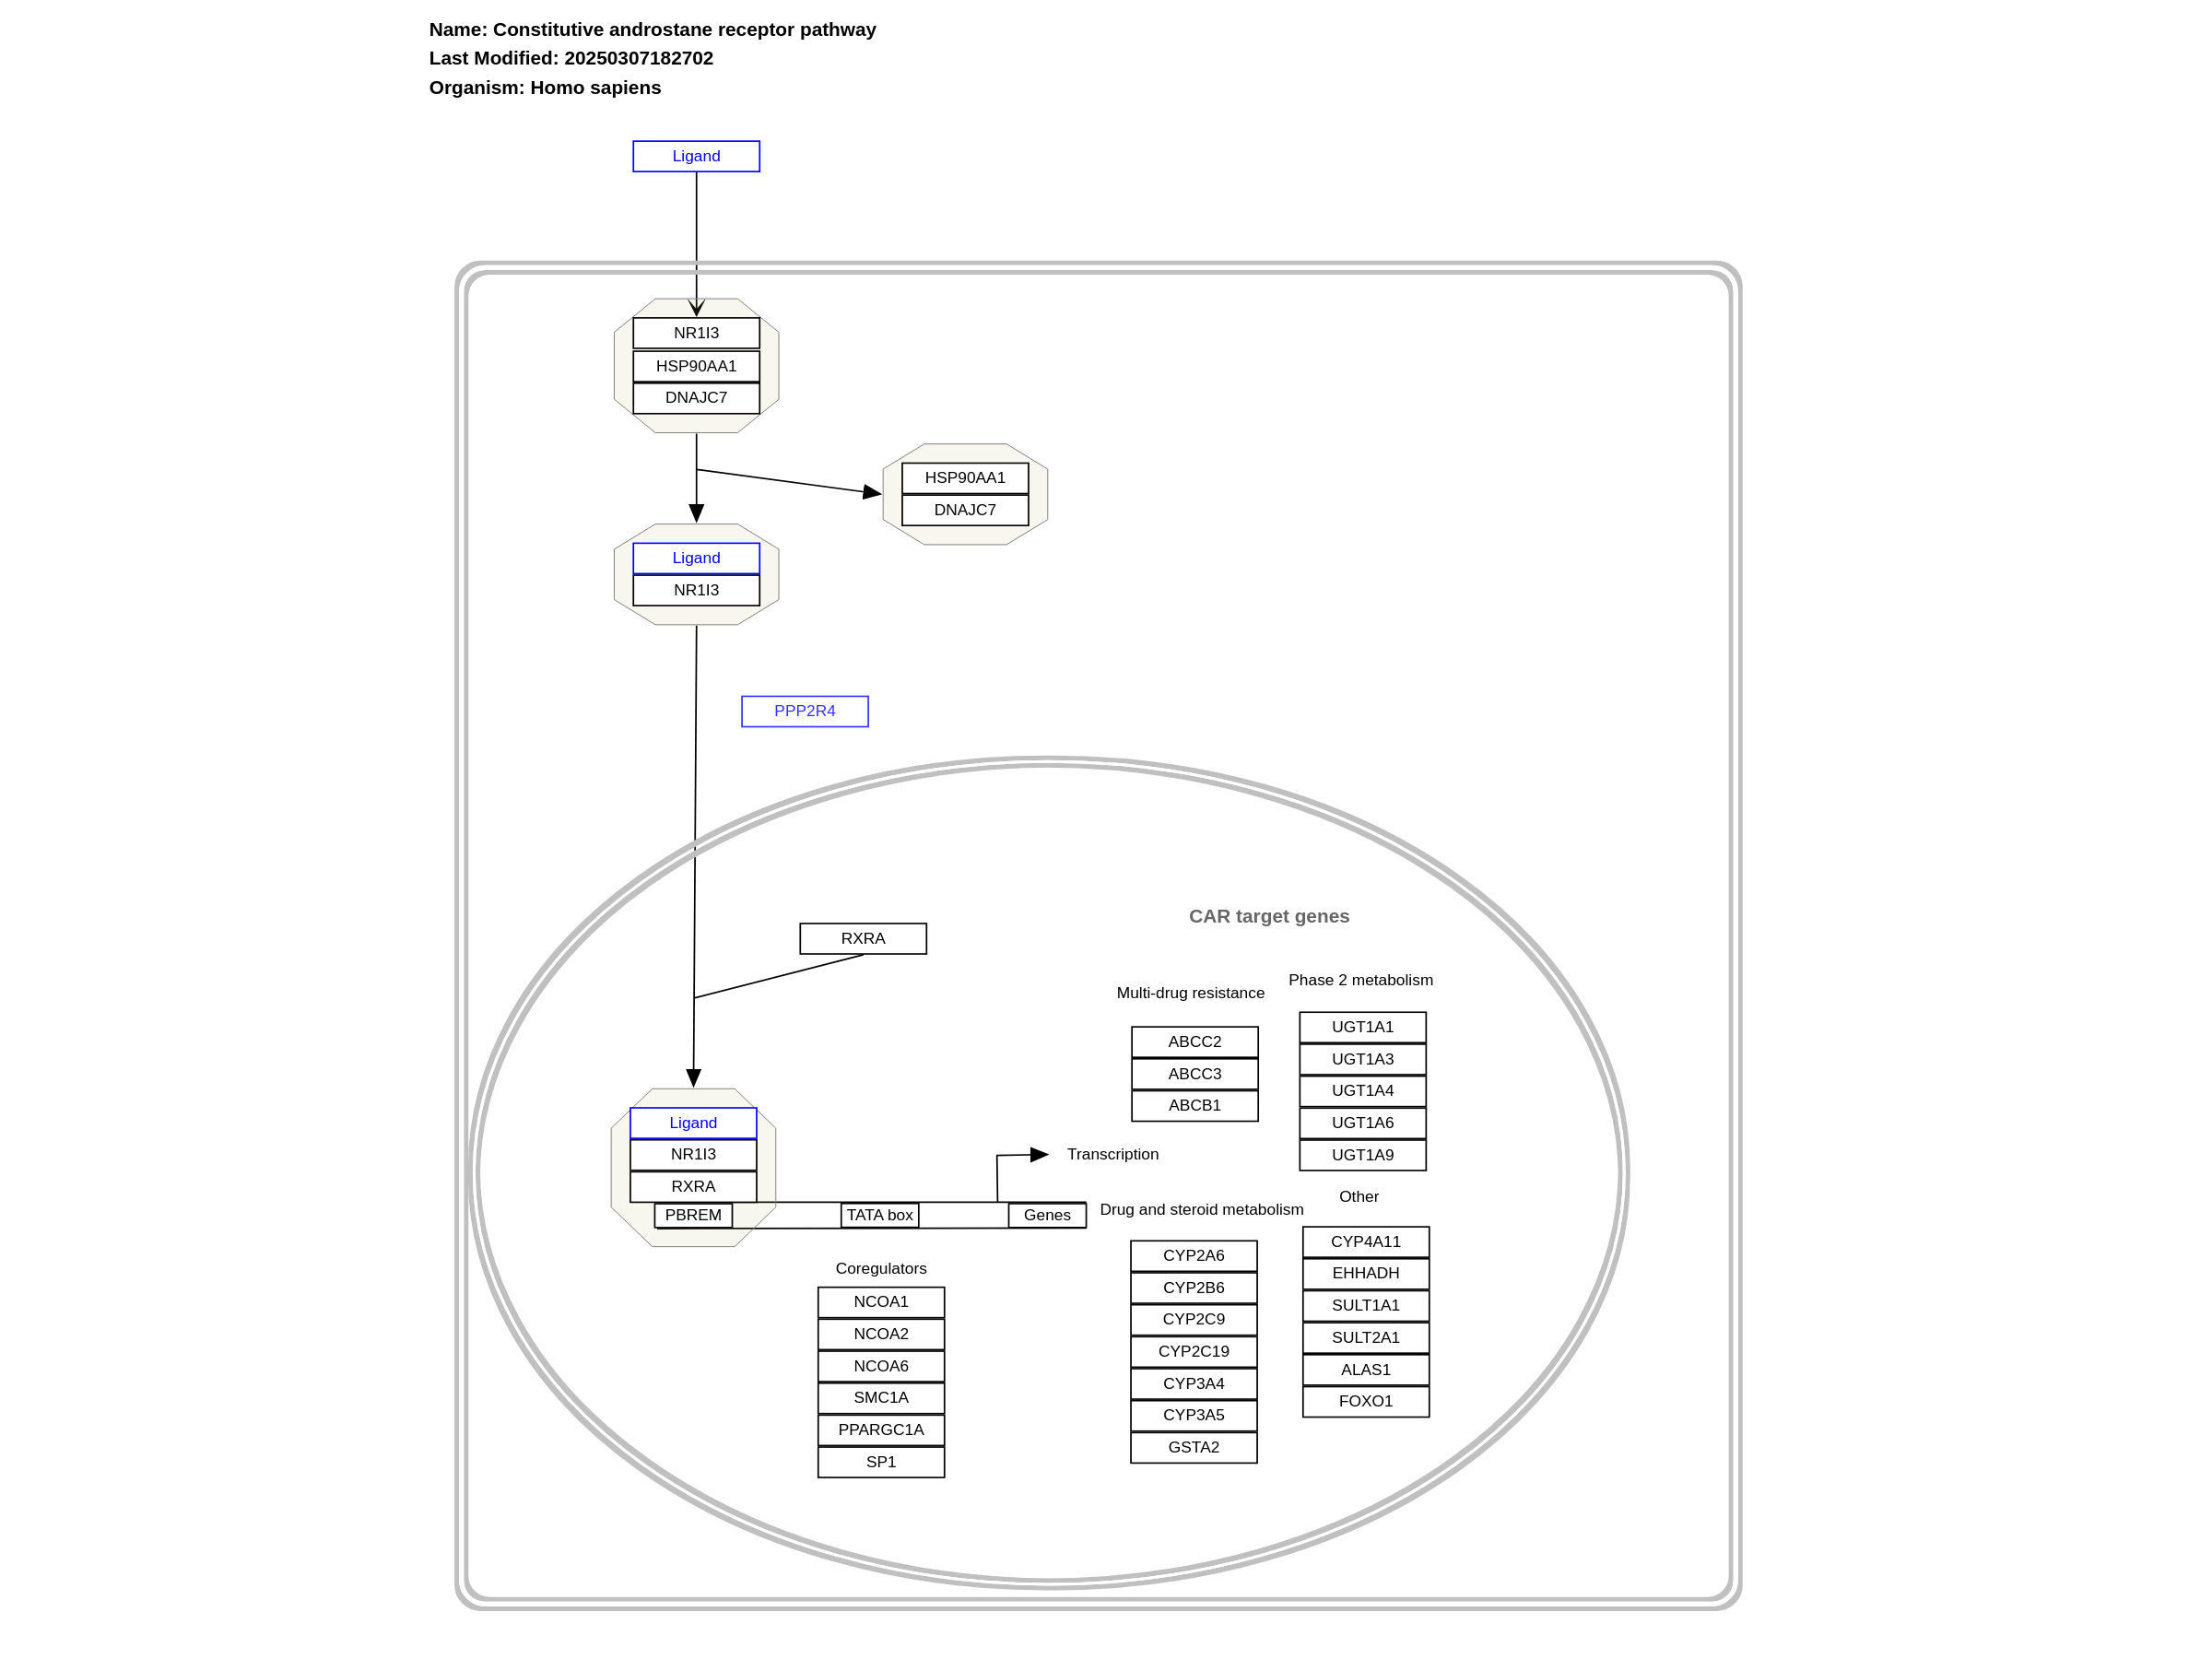 Name: Constitutive androstane receptor pathway
Last Modified: 20250307182702
Organism: Homo sapiens
Ligand
NR1I3
HSP90AA1
DNAJC7
HSP90AA1
DNAJC7
Ligand
NR1I3
PPP2R4
RXRA
CAR target genes
Multi-drug resistance
ABCC2
ABCC3
ABCB1
Phase 2 metabolism
UGT1A1
UGT1A3
UGT1A4
UGT1A6
UGT1A9
Ligand
NR1I3
RXRA
PBREM
TATA box
Genes
Transcription
Drug and steroid metabolism
CYP2A6
CYP2B6
CYP2C9
CYP2C19
CYP3A4
CYP3A5
GSTA2
Other
CYP4A11
EHHADH
SULT1A1
SULT2A1
ALAS1
FOXO1
Coregulators
NCOA1
NCOA2
NCOA6
SMC1A
PPARGC1A
SP1